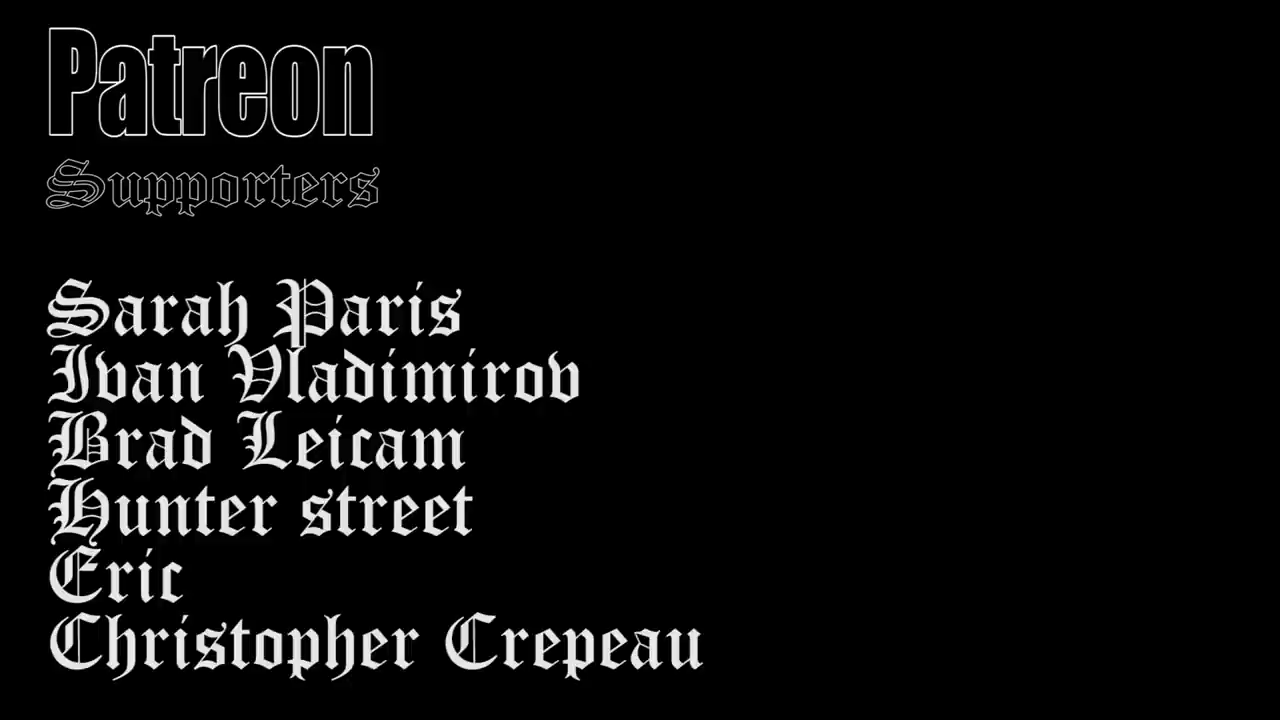 Patreon
Supporters
Sarah Paris
Ivan Vladimirov
Brad Leicam
Hunter street
Eric
Christopher Crepeau